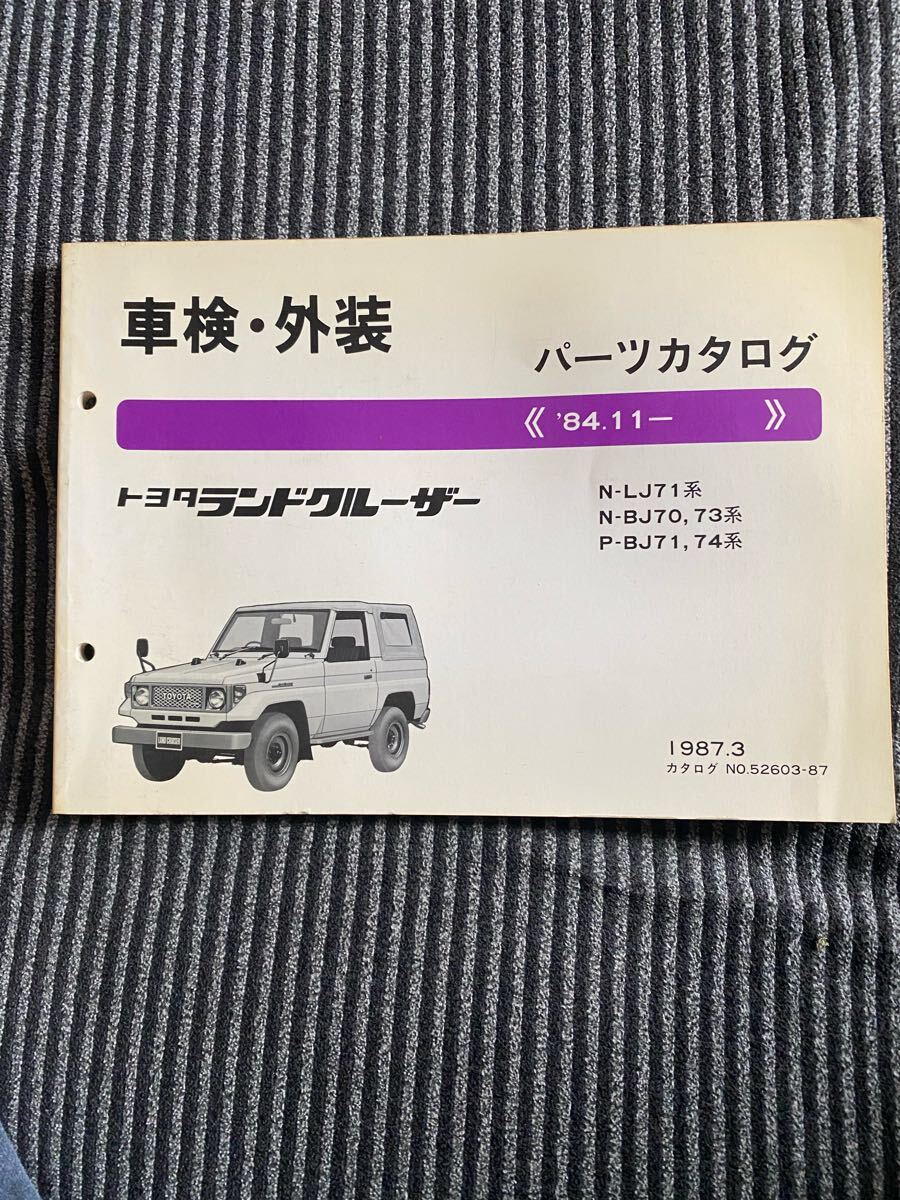 車検・外装
パーツカタログ
《 '84.11ー 》
トヨタ ランドクルーザー
N-LJ71系
N-BJ70,73系
P-BJ71,74系
TOYOTA
LAND CRUISER
1987.3
カタログ NO.52603-87